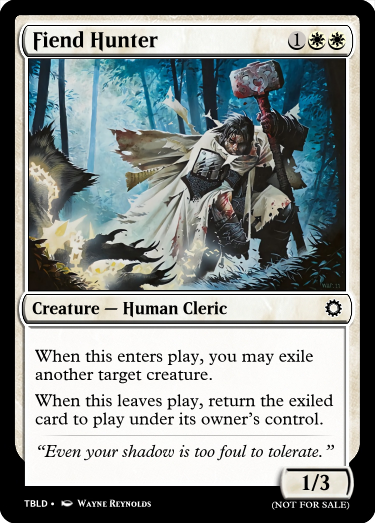 Fiend Hunter 1
Creature — Human Cleric
When this enters play, you may exile
another target creature.
When this leaves play, return the exiled
card to play under its owner’s control.
“Even your shadow is too foul to tolerate.”
1/3
TBLD • Wayne Reynolds
(NOT FOR SALE)